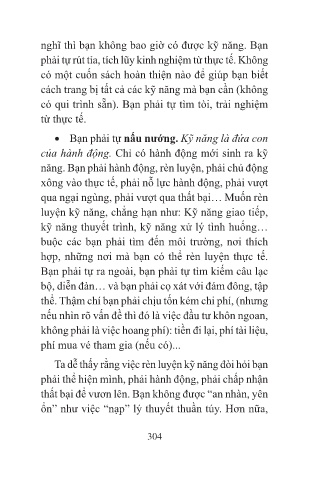 nghĩ thì bạn không bao giờ có được kỹ năng. Bạn
phải tự rút tỉa, tích lũy kinh nghiệm từ thực tế. Không
có một cuốn sách hoàn thiện nào để giúp bạn biết
cách trang bị tất cả các kỹ năng mà bạn cần (không
có qui trình sẵn). Bạn phải tự tìm tòi, trải nghiệm
từ thực tế.
• Bạn phải tự nấu nướng. Kỹ năng là đứa con
của hành động. Chỉ có hành động mới sinh ra kỹ
năng. Bạn phải hành động, rèn luyện, phải chủ động
xông vào thực tế, phải nỗ lực hành động, phải vượt
qua ngại ngùng, phải vượt qua thất bại… Muốn rèn
luyện kỹ năng, chẳng hạn như: Kỹ năng giao tiếp,
kỹ năng thuyết trình, kỹ năng xử lý tình huống…
buộc các bạn phải tìm đến môi trường, nơi thích
hợp, những nơi mà bạn có thể rèn luyện thực tế.
Bạn phải tự ra ngoài, bạn phải tự tìm kiếm câu lạc
bộ, diễn đàn… và bạn phải cọ xát với đám đông, tập
thể. Thậm chí bạn phải chịu tốn kém chi phí, (nhưng
nếu nhìn rõ vấn đề thì đó là việc đầu tư khôn ngoan,
không phải là việc hoang phí): tiền đi lại, phí tài liệu,
phí mua vé tham gia (nếu có)...
Ta dễ thấy rằng việc rèn luyện kỹ năng đòi hỏi bạn
phải thể hiện mình, phải hành động, phải chấp nhận
thất bại để vươn lên. Bạn không được “an nhàn, yên
ổn” như việc “nạp” lý thuyết thuần túy. Hơn nữa,
304